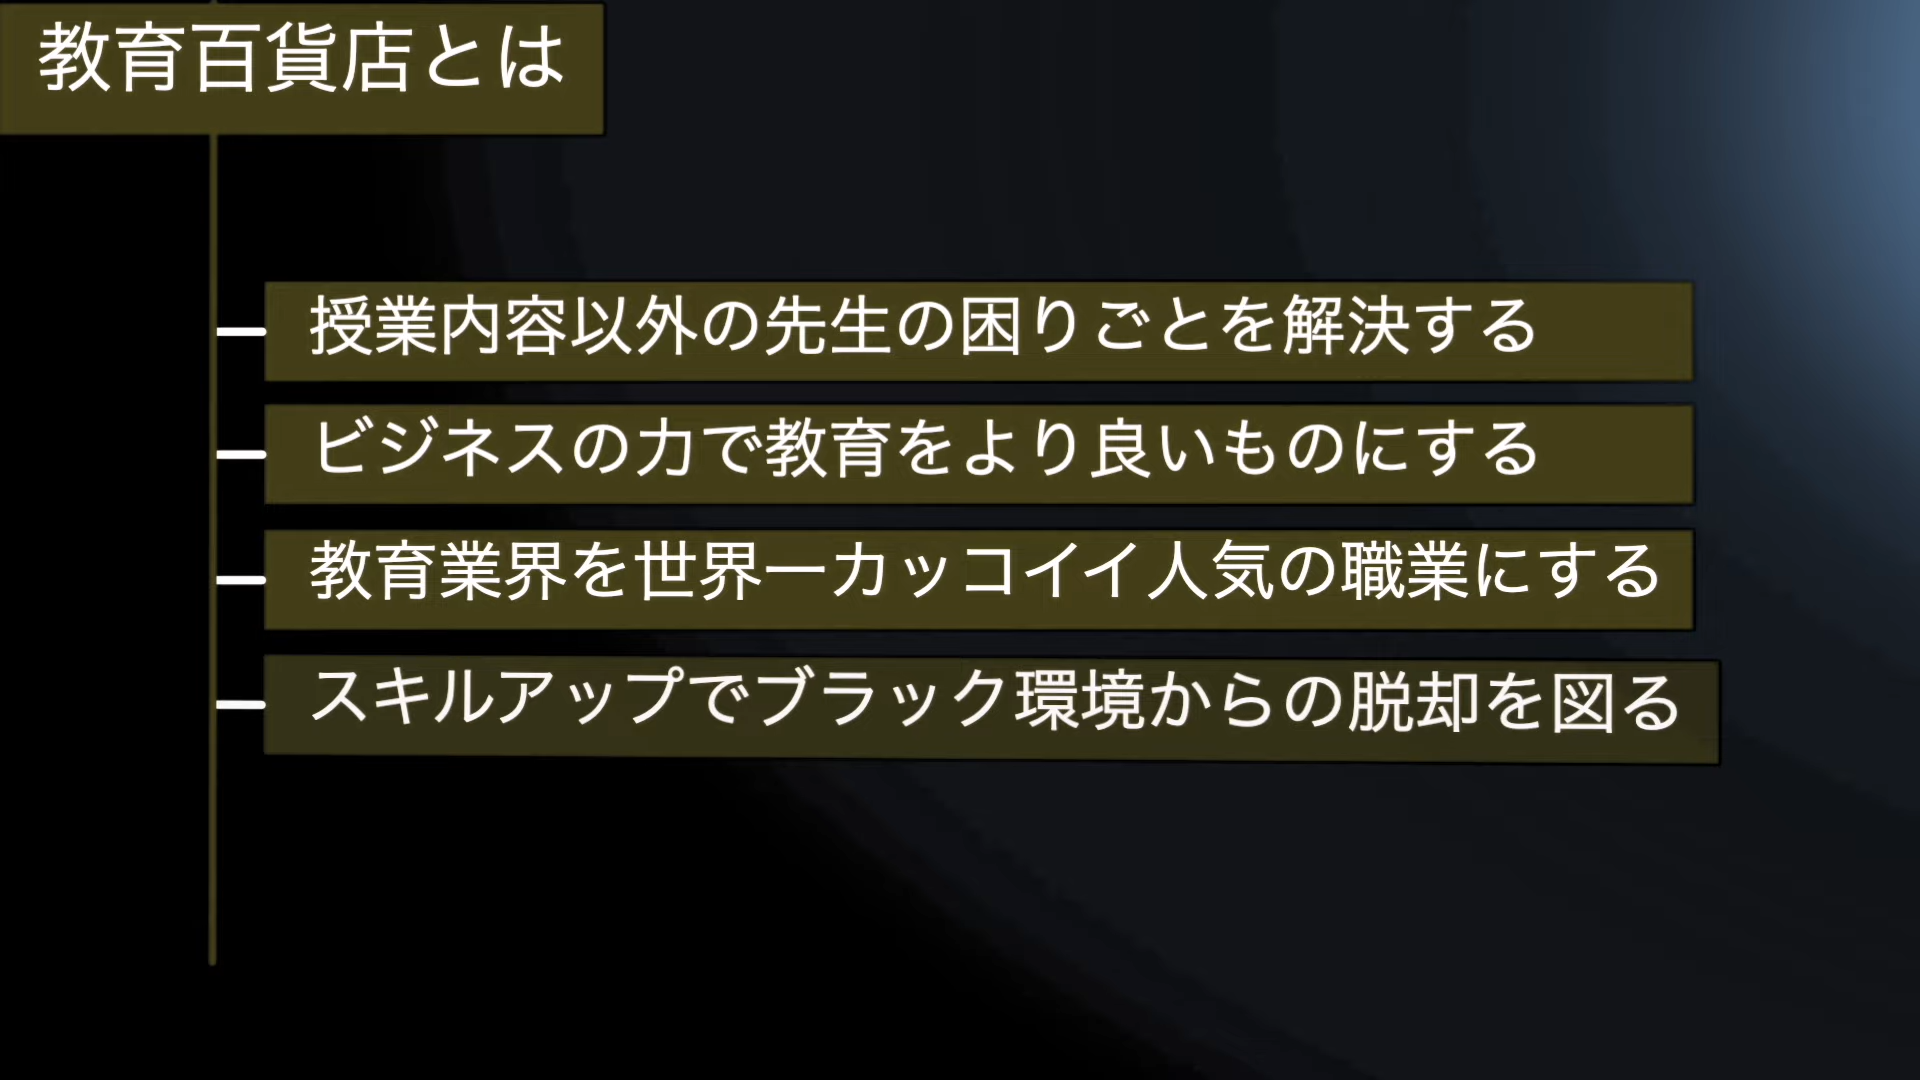 教育百貨店とは
授業内容以外の先生の困りごとを解決する
ビジネスの力で教育をより良いものにする
教育業界を世界一カッコイイ人気の職業にする
スキルアップでブラック環境からの脱却を図る